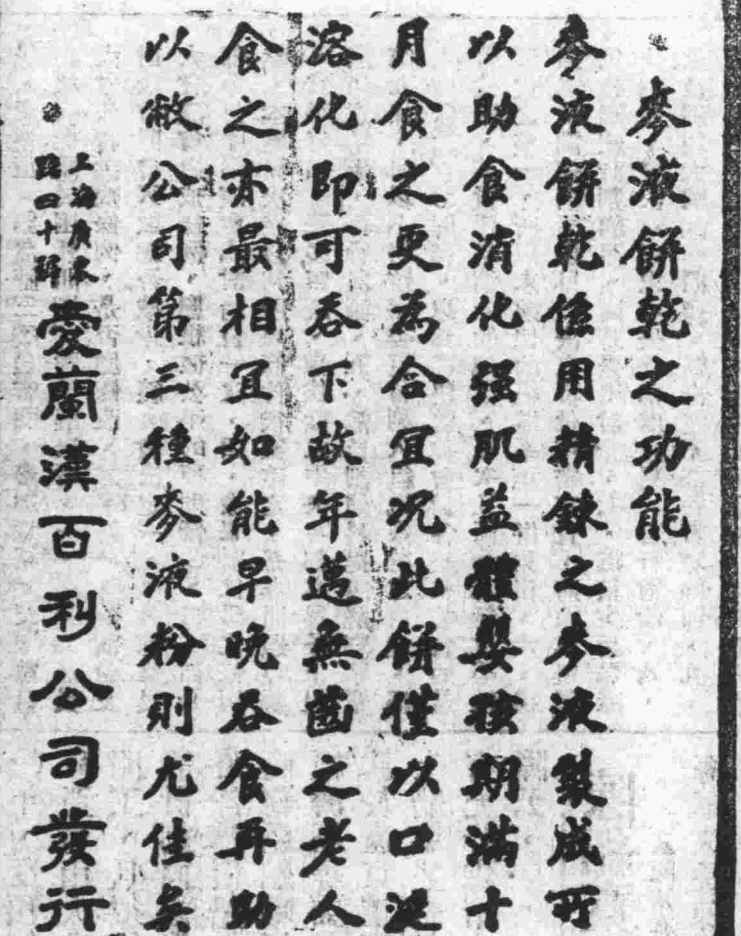 麥液餅乾之功能
麥液餅乾係用精鍊之麥液製成所
以助食消化强肌益體嬰孩期滿十
月食之更為合宜况此餅僅以口涎
溶化即可吞下故年邁無齒之老人
食之亦最相宜如能早晚吞食再助
以敝公司第三種麥液粉則尤佳矣
上海廣東
路四十號
愛蘭漢百利公司發行